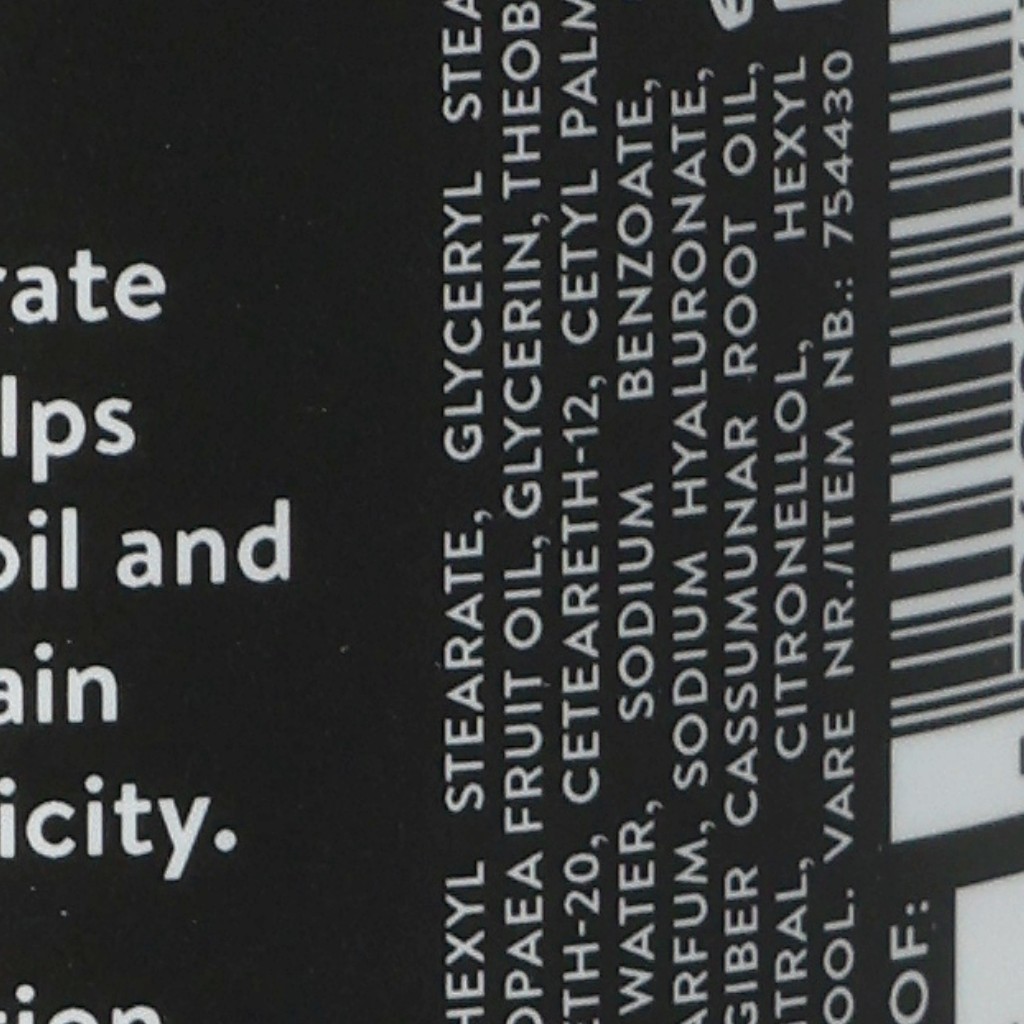 rate
lps
oil and
ain
icity.
HEXYL STEARATE, GLYCERYL STEA
OPAEA FRUIT OIL, GLYCERIN, THEOB
ETH-20, CETEARETH-12, CETYL PALM
WATER, SODIUM BENZOATE,
ARFUM, SODIUM HYALURONATE,
GIBER CASSUMUNAR ROOT OIL,
ITRAL, CITRONELLOL, HEXYL
OOL. VARE NR./ITEM NB.: 754430
OF: